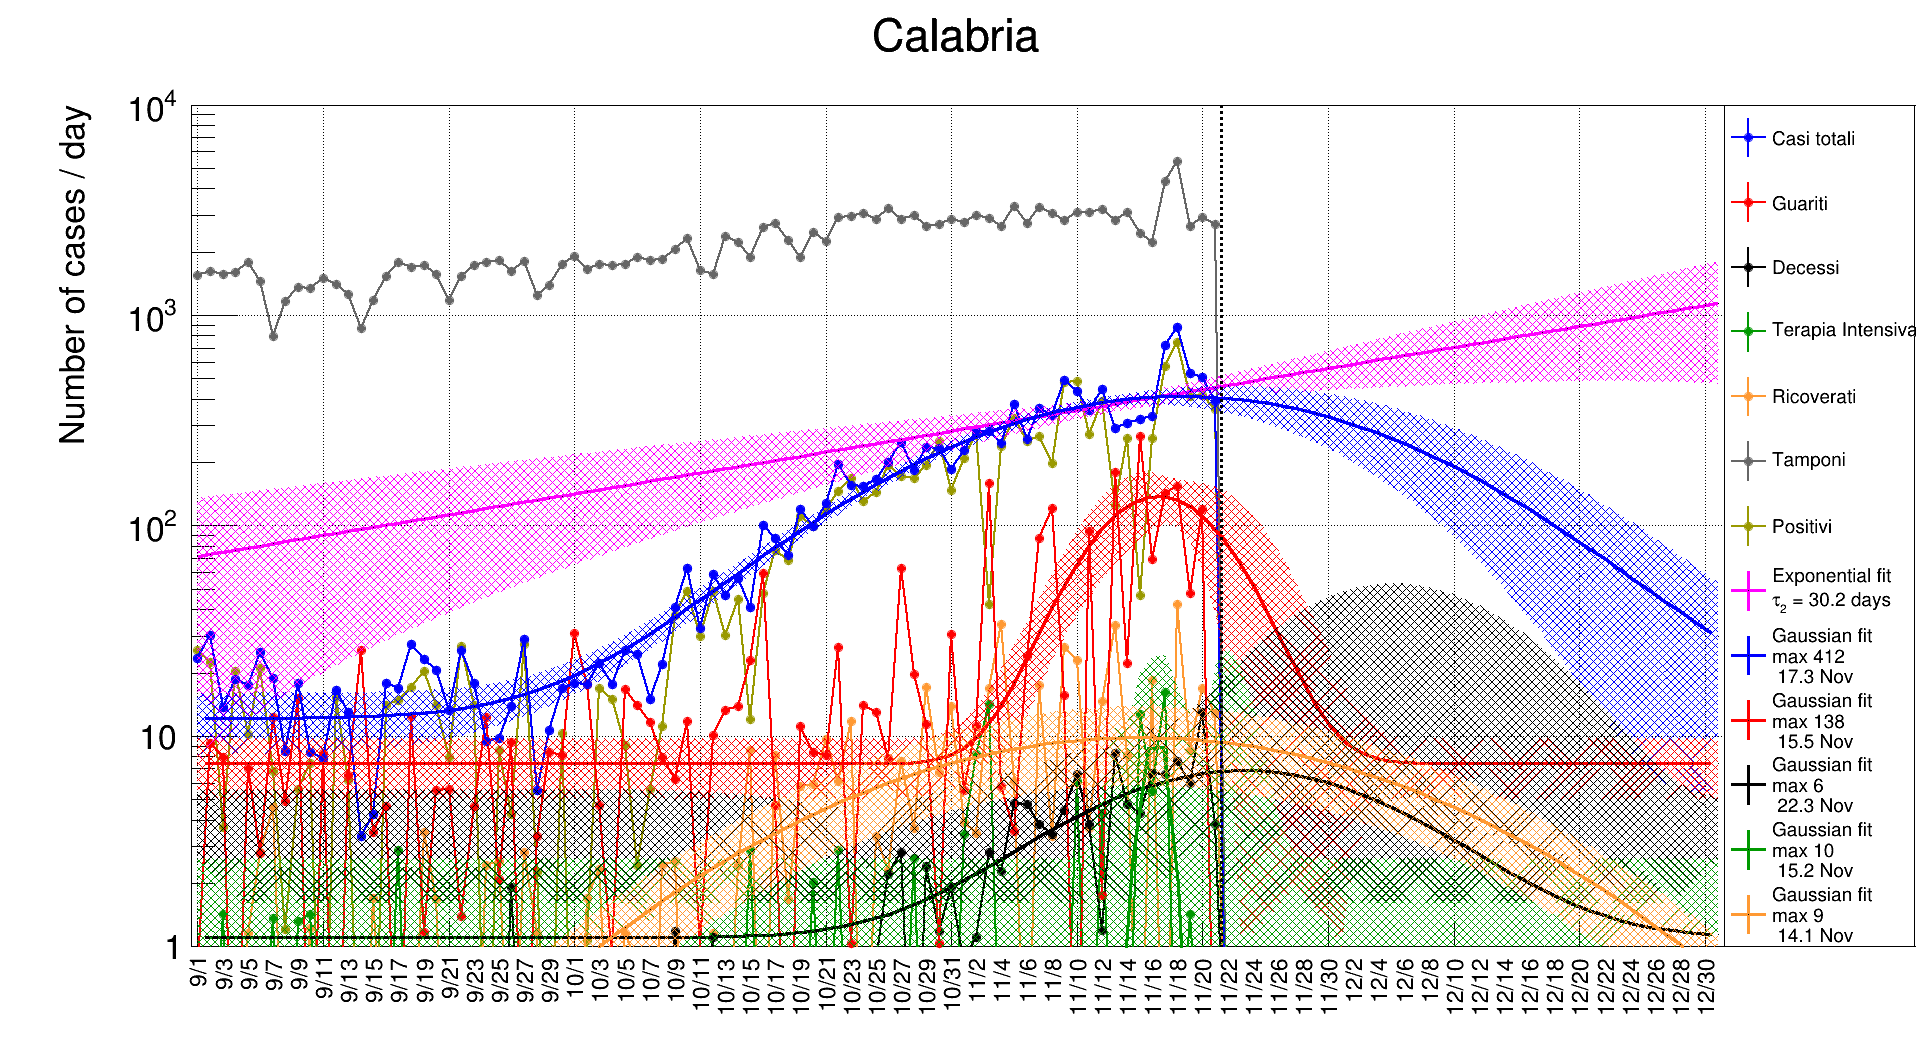 Calabria
Number of cases / day
10^4
10^3
10^2
10
1
9/1
9/3
9/5
9/7
9/9
9/11
9/13
9/15
9/17
9/19
9/21
9/23
9/25
9/27
9/29
10/1
10/3
10/5
10/7
10/9
10/11
10/13
10/15
10/17
10/19
10/21
10/23
10/25
10/27
10/29
10/31
11/2
11/4
11/6
11/8
11/10
11/12
11/14
11/16
11/18
11/20
11/22
11/24
11/26
11/28
11/30
12/2
12/4
12/6
12/8
12/10
12/12
12/14
12/16
12/18
12/20
12/22
12/24
12/26
12/28
12/30
Casi totali
Guariti
Decessi
Terapia Intensiva
Ricoverati
Tamponi
Positivi
Exponential fit
τ₂ = 30.2 days
Gaussian fit
max 412
17.3 Nov
Gaussian fit
max 138
15.5 Nov
Gaussian fit
max 6
22.3 Nov
Gaussian fit
max 10
15.2 Nov
Gaussian fit
max 9
14.1 Nov